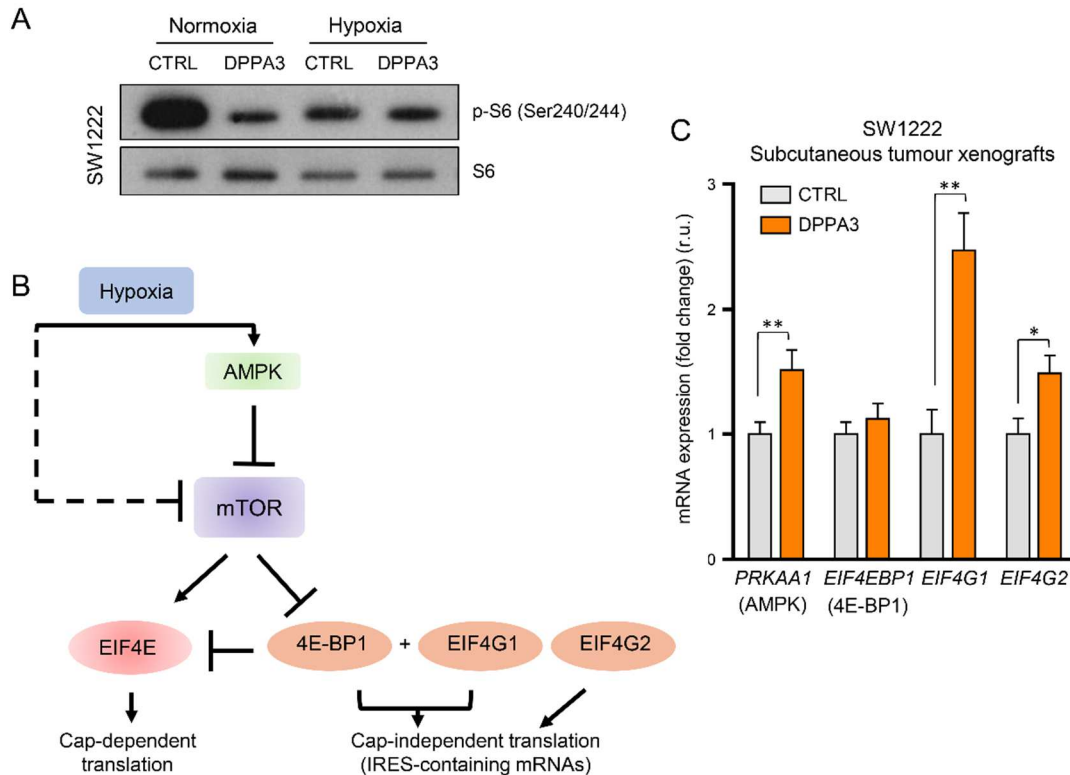 A
Normoxia Hypoxia
CTRL DPPA3 CTRL DPPA3
SW1222
p-S6 (Ser240/244)
S6
B
Hypoxia
AMPK
mTOR
EIF4E
4E-BP1 + EIF4G1 EIF4G2
Cap-dependent
translation
Cap-independent translation
(IRES-containing mRNAs)
C
SW1222
Subcutaneous tumour xenografts
CTRL
DPPA3
mRNA expression (fold change) (r.u.)
3
2
1
0
**
**
*
PRKAA1 EIF4EBP1 EIF4G1 EIF4G2
(AMPK) (4E-BP1)